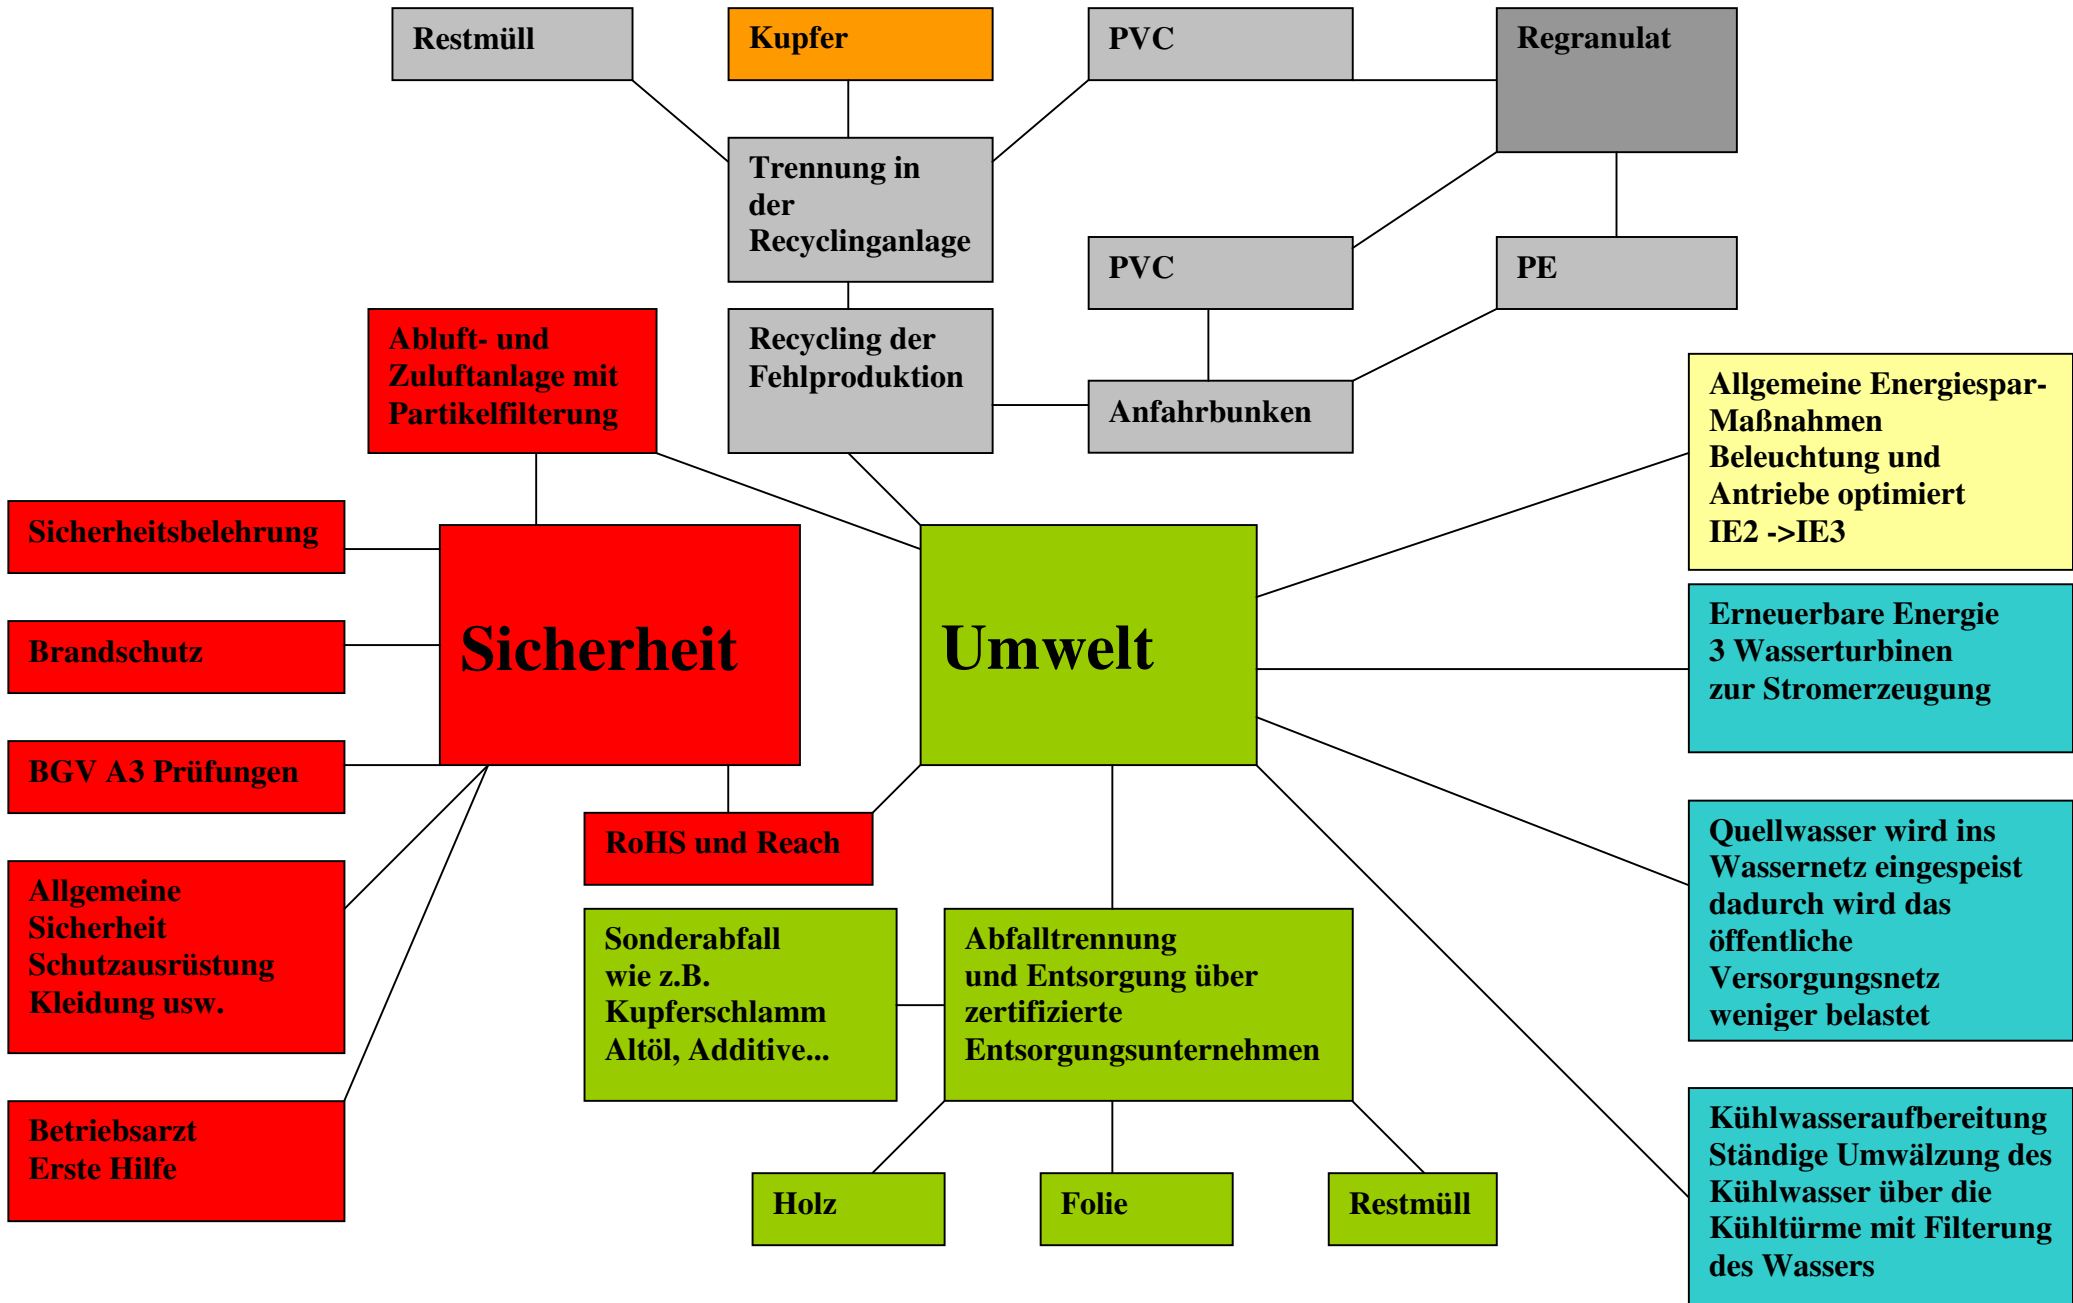 Restmüll
Kupfer
PVC
Regranulat
Trennung in
der
Recyclinganlage
PVC
PE
Abluft- und
Zuluftanlage mit
Partikelfilterung
Recycling der
Fehlproduktion
Anfahrbunken
Allgemeine Energiespar-
Maßnahmen
Beleuchtung und
Antriebe optimiert
IE2 ->IE3
Sicherheitsbelehrung
Brandschutz
BGV A3 Prüfungen
Allgemeine
Sicherheit
Schutzausrüstung
Kleidung usw.
Betriebsarzt
Erste Hilfe
Sicherheit
Umwelt
RoHS und Reach
Sonderabfall
wie z.B.
Kupferschlamm
Altöl, Additive...
Abfalltrennung
und Entsorgung über
zertifizierte
Entsorgungsunternehmen
Holz
Folie
Restmüll
Erneuerbare Energie
3 Wasserturbinen
zur Stromerzeugung
Quellwasser wird ins
Wassernetz eingespeist
dadurch wird das
öffentliche
Versorgungsnetz
weniger belastet
Kühlwasseraufbereitung
Ständige Umwälzung des
Kühlwasser über die
Kühltürme mit Filterung
des Wassers